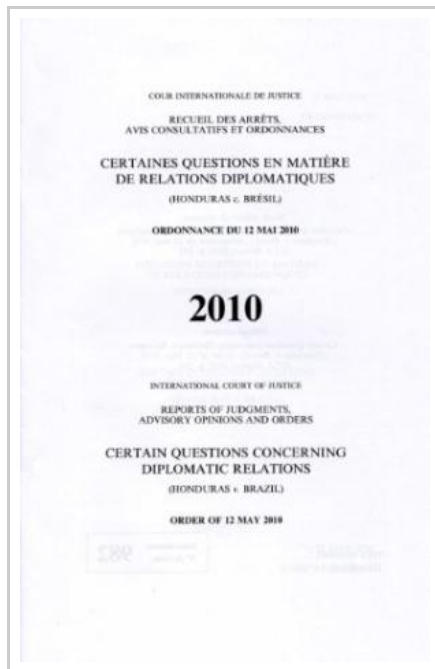 COUR INTERNATIONALE DE JUSTICE
RECUEIL DES ARRÊTS,
AVIS CONSULTATIFS ET ORDONNANCES
CERTAINES QUESTIONS EN MATIÈRE
DE RELATIONS DIPLOMATIQUES
(HONDURAS c. BRÉSIL)
ORDONNANCE DU 12 MAI 2010
2010
INTERNATIONAL COURT OF JUSTICE
REPORTS OF JUDGMENTS,
ADVISORY OPINIONS AND ORDERS
CERTAIN QUESTIONS CONCERNING
DIPLOMATIC RELATIONS
(HONDURAS v. BRAZIL)
ORDER OF 12 MAY 2010
982